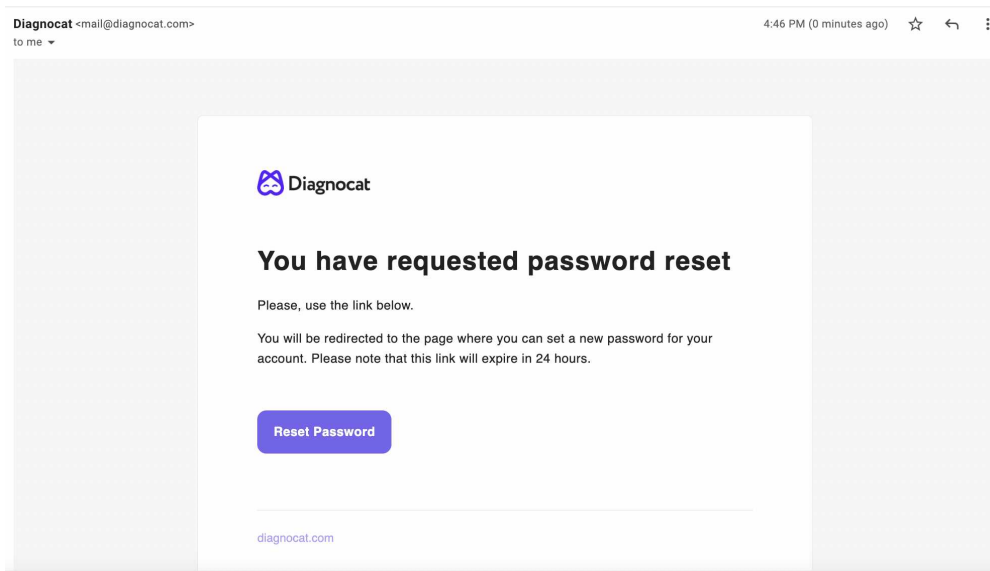 Diagnocat <mail@diagnocat.com>
4:46 PM (0 minutes ago)
to me
Diagnocat
You have requested password reset
Please, use the link below.
You will be redirected to the page where you can set a new password for your
account. Please note that this link will expire in 24 hours.
Reset Password
diagnocat.com